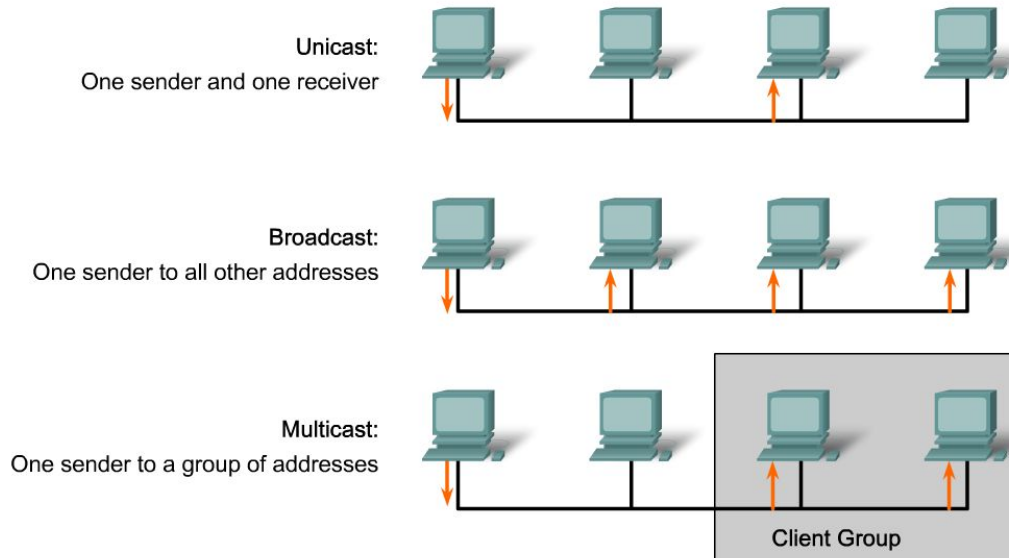 Unicast:
One sender and one receiver
Broadcast:
One sender to all other addresses
Multicast:
One sender to a group of addresses
Client Group